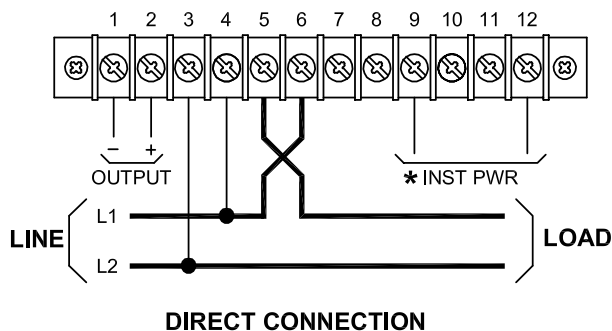 1 2 3 4 5 6 7 8 9 10 11 12
− +
OUTPUT
* INST PWR
L1
LINE
LOAD
L2
DIRECT CONNECTION